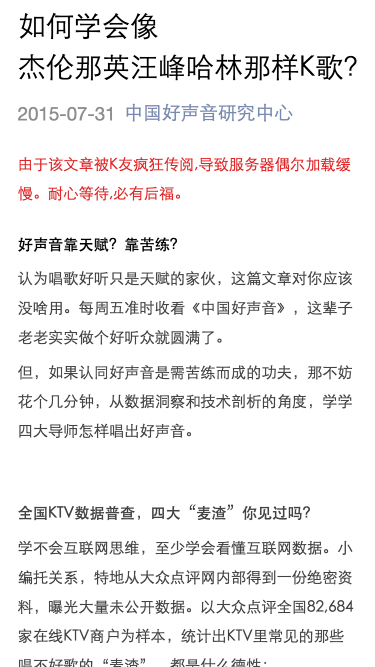 如何学会像
杰伦那英汪峰哈林那样K歌?
2015-07-31 中国好声音研究中心
由于该文章被K友疯狂传阅,导致服务器偶尔加载缓
慢。耐心等待,必有后福。
好声音靠天赋？靠苦练?
认为唱歌好听只是天赋的家伙，这篇文章对你应该
没啥用。每周五准时收看《中国好声音》，这辈子
老老实实做个好听众就圆满了。
但，如果认同好声音是需苦练而成的功夫，那不妨
花个几分钟，从数据洞察和技术剖析的角度，学学
四大导师怎样唱出好声音。
全国KTV数据普查，四大“麦渣”你见过吗?
学不会互联网思维，至少学会看懂互联网数据。小
编托关系，特地从大众点评网内部得到一份绝密资
料，曝光大量未公开数据。以大众点评全国82,684
家在线KTV商户为样本，统计出KTV里常见的那些
唱不好歌的“麦渣”，都是什么德性: